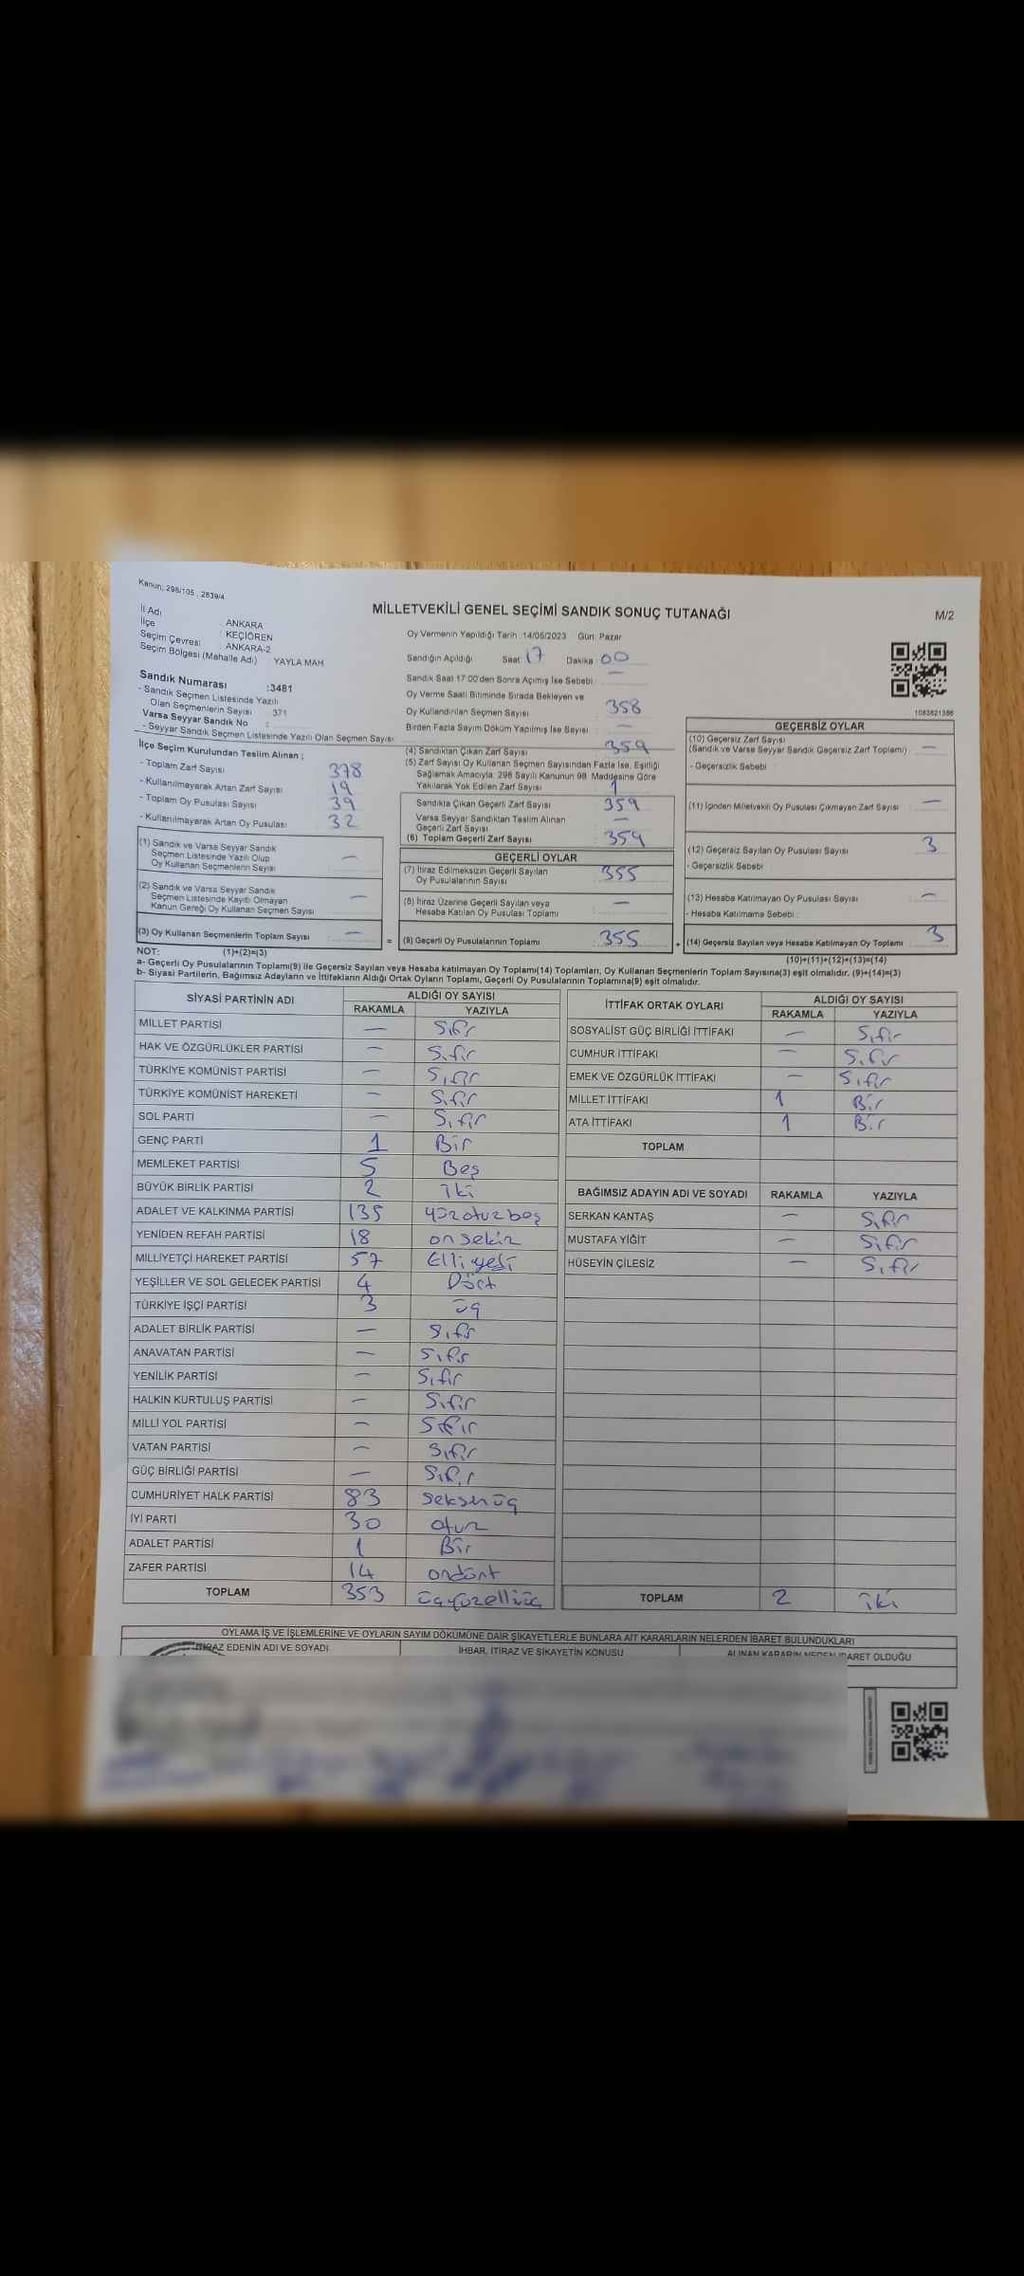 Kanun: 298/105 , 2839/4
MİLLETVEKİLİ GENEL SEÇİMİ SANDIK SONUÇ TUTANAĞI
M/2
İl Adı : ANKARA
İlçe : KEÇİÖREN
Seçim Çevresi : ANKARA-2
Seçim Bölgesi (Mahalle Adı) YAYLA MAH
Sandık Numarası :3481
- Sandık Seçmen Listesinde Yazılı
Olan Seçmenlerin Sayısı 371
Varsa Seyyar Sandık No :
- Seyyar Sandık Seçmen Listesinde Yazılı Olan Seçmen Sayısı
Oy Vermenin Yapıldığı Tarih :14/05/2023 Gün: Pazar
Sandığın Açıldığı Saat 17 Dakika 00
Sandık Saat 17:00'den Sonra Açılmış İse Sebebi —
Oy Verme Saati Bitiminde Sırada Bekleyen ve
Oy Kullandırılan Seçmen Sayısı 358
Birden Fazla Sayım Döküm Yapılmış İse Sayısı —
1083621386
İlçe Seçim Kurulundan Teslim Alınan ;
- Toplam Zarf Sayısı 378
- Kullanılmayarak Artan Zarf Sayısı 19
- Toplam Oy Pusulası Sayısı 39
- Kullanılmayarak Artan Oy Pusulası 32
(1) Sandık ve Varsa Seyyar Sandık
Seçmen Listesinde Yazılı Olup
Oy Kullanan Seçmenlerin Sayısı —
(2) Sandık ve Varsa Seyyar Sandık
Seçmen Listesinde Kayıtlı Olmayan
Kanun Gereği Oy Kullanan Seçmen Sayısı —
(3) Oy Kullanan Seçmenlerin Toplam Sayısı —
(4) Sandıktan Çıkan Zarf Sayısı 359
(5) Zarf Sayısı Oy Kullanan Seçmen Sayısından Fazla İse, Eşitliği
Sağlamak Amacıyla, 298 Sayılı Kanunun 98. Maddesine Göre
Yakılarak Yok Edilen Zarf Sayısı 1
Sandıkta Çıkan Geçerli Zarf Sayısı 359
Varsa Seyyar Sandıktan Teslim Alınan
Geçerli Zarf Sayısı —
(6) Toplam Geçerli Zarf Sayısı 359
GEÇERLİ OYLAR
(7) İtiraz Edilmeksizin Geçerli Sayılan
Oy Pusulalarının Sayısı 355
(8) İtiraz Üzerine Geçerli Sayılan veya
Hesaba Katılan Oy Pusulası Toplamı —
= (9) Geçerli Oy Pusulalarının Toplamı 355
GEÇERSİZ OYLAR
(10) Geçersiz Zarf Sayısı
(Sandık ve Varsa Seyyar Sandık Geçersiz Zarf Toplamı) —
- Geçersizlik Sebebi
(11) İçinden Milletvekili Oy Pusulası Çıkmayan Zarf Sayısı —
(12) Geçersiz Sayılan Oy Pusulası Sayısı 3
- Geçersizlik Sebebi
(13) Hesaba Katılmayan Oy Pusulası Sayısı —
- Hesaba Katılmama Sebebi
+ (14) Geçersiz Sayılan veya Hesaba Katılmayan Oy Toplamı 3
NOT: (1)+(2)=(3)
(10)+(11)+(12)+(13)=(14)
a- Geçerli Oy Pusulalarının Toplamı(9) ile Geçersiz Sayılan veya Hesaba katılmayan Oy Toplamı(14) Toplamları, Oy Kullanan Seçmenlerin Toplam Sayısına(3) eşit olmalıdır. (9)+(14)=(3)
b- Siyasi Partilerin, Bağımsız Adayların ve İttifakların Aldığı Ortak Oyların Toplamı, Geçerli Oy Pusulalarının Toplamına(9) eşit olmalıdır.
SİYASİ PARTİNİN ADI ALDIĞI OY SAYISI
RAKAMLA YAZIYLA
MİLLET PARTİSİ — Sıfır
HAK VE ÖZGÜRLÜKLER PARTİSİ — Sıfır
TÜRKİYE KOMÜNİST PARTİSİ — Sıfır
TÜRKİYE KOMÜNİST HAREKETİ — Sıfır
SOL PARTİ — Sıfır
GENÇ PARTİ 1 Bir
MEMLEKET PARTİSİ 5 Beş
BÜYÜK BİRLİK PARTİSİ 2 iki
ADALET VE KALKINMA PARTİSİ 135 yüzotuzbeş
YENİDEN REFAH PARTİSİ 18 onsekiz
MİLLİYETÇİ HAREKET PARTİSİ 57 Elliyedi
YEŞİLLER VE SOL GELECEK PARTİSİ 4 Dört
TÜRKİYE İŞÇİ PARTİSİ 3 üç
ADALET BİRLİK PARTİSİ — Sıfır
ANAVATAN PARTİSİ — Sıfır
YENİLİK PARTİSİ — Sıfır
HALKIN KURTULUŞ PARTİSİ — Sıfır
MİLLİ YOL PARTİSİ — Sıfır
VATAN PARTİSİ — Sıfır
GÜÇ BİRLİĞİ PARTİSİ — Sıfır
CUMHURİYET HALK PARTİSİ 83 seksenüç
İYİ PARTİ 30 otuz
ADALET PARTİSİ 1 Bir
ZAFER PARTİSİ 14 ondört
TOPLAM 353 üçyüzelliüç
İTTİFAK ORTAK OYLARI ALDIĞI OY SAYISI
RAKAMLA YAZIYLA
SOSYALİST GÜÇ BİRLİĞİ İTTİFAKI — Sıfır
CUMHUR İTTİFAKI — Sıfır
EMEK VE ÖZGÜRLÜK İTTİFAKI — Sıfır
MİLLET İTTİFAKI 1 Bir
ATA İTTİFAKI 1 Bir
TOPLAM
BAĞIMSIZ ADAYIN ADI VE SOYADI RAKAMLA YAZIYLA
SERKAN KANTAŞ — Sıfır
MUSTAFA YİĞİT — Sıfır
HÜSEYİN ÇİLESİZ — Sıfır
TOPLAM 2 iki
OYLAMA İŞ VE İŞLEMLERİNE VE OYLARIN SAYIM DÖKÜMÜNE DAİR ŞİKAYETLERLE BUNLARA AİT KARARLARIN NELERDEN İBARET BULUNDUKLARI
İTİRAZ EDENİN ADI VE SOYADI İHBAR, İTİRAZ VE ŞİKAYETİN KONUSU ALINAN KARARIN NEDEN İBARET OLDUĞU